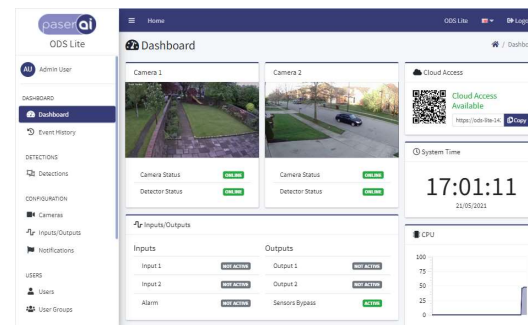 paserai
ODS Lite
AU Admin User
DASHBOARD
Dashboard
Event History
DETECTIONS
Detections
CONFIGURATION
Cameras
Inputs/Outputs
Notifications
USERS
Users
User Groups
Home
ODS Lite
Logo
Dashboard
/ Dashbo
Camera 1
Camera Status ONLINE
Detector Status ONLINE
Camera 2
Camera Status ONLINE
Detector Status ONLINE
Inputs/Outputs
Inputs
Input 1 NOT ACTIVE
Input 2 NOT ACTIVE
Alarm NOT ACTIVE
Outputs
Output 1 NOT ACTIVE
Output 2 NOT ACTIVE
Sensors Bypass ACTIVE
Cloud Access
Cloud Access
Available
https://ods-lite-14: Copy
System Time
17:01:11
21/05/2021
CPU
100
75
50
25
0